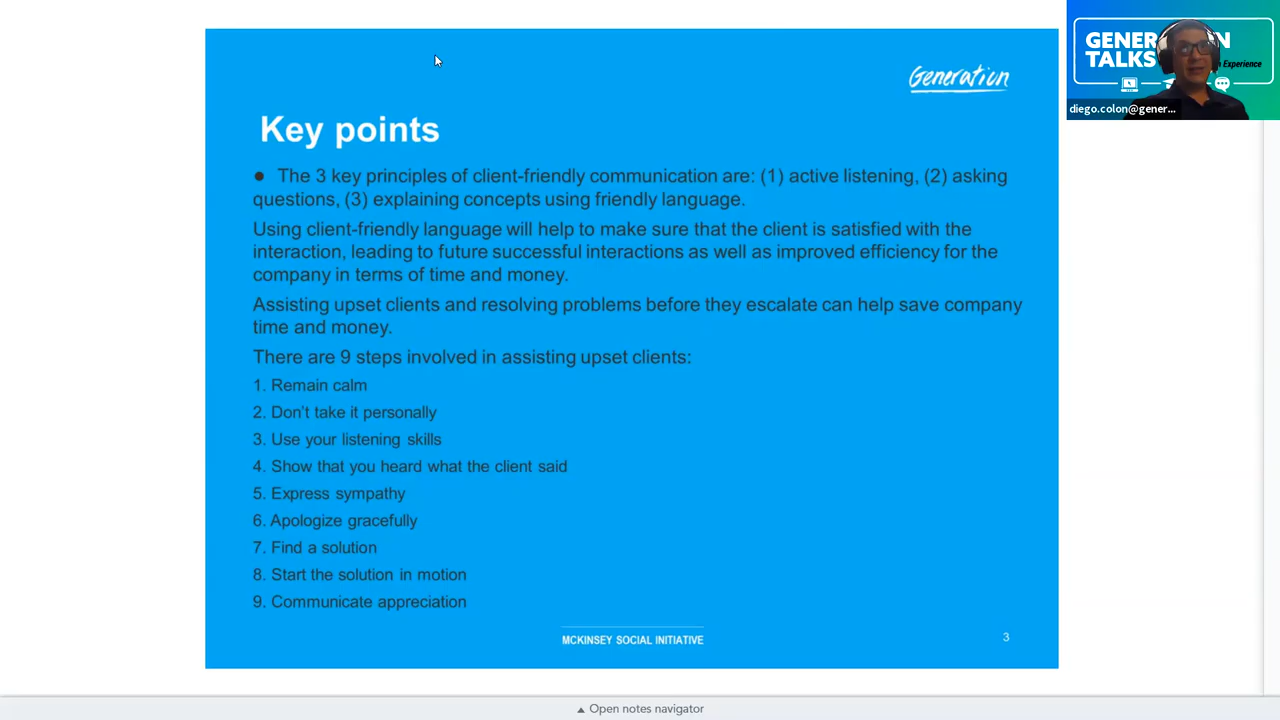 GENER N
TALKS
Experience
diego.colon@gener...
Generation
Key points
● The 3 key principles of client-friendly communication are: (1) active listening, (2) asking
questions, (3) explaining concepts using friendly language.
Using client-friendly language will help to make sure that the client is satisfied with the
interaction, leading to future successful interactions as well as improved efficiency for the
company in terms of time and money.
Assisting upset clients and resolving problems before they escalate can help save company
time and money.
There are 9 steps involved in assisting upset clients:
1. Remain calm
2. Don't take it personally
3. Use your listening skills
4. Show that you heard what the client said
5. Express sympathy
6. Apologize gracefully
7. Find a solution
8. Start the solution in motion
9. Communicate appreciation
MCKINSEY SOCIAL INITIATIVE
3
Open notes navigator